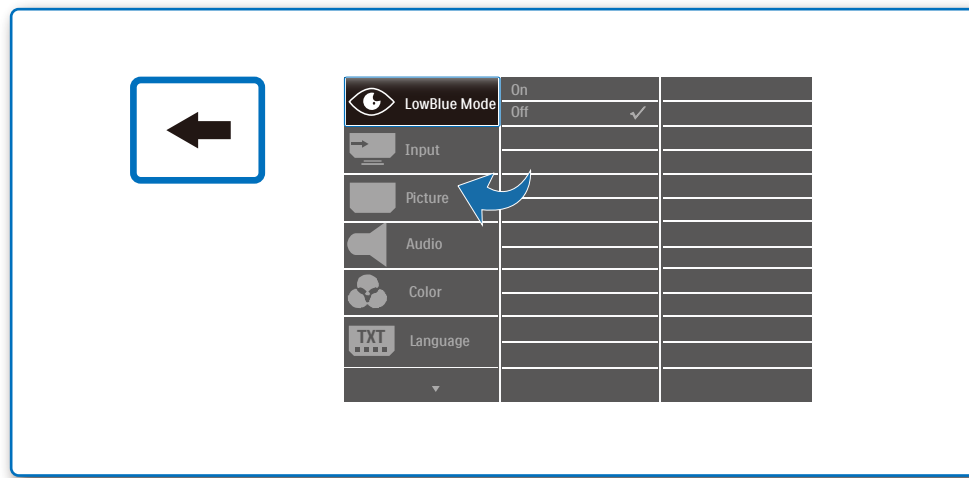 LowBlue Mode
On
Off
Input
Picture
Audio
Color
TXT
Language